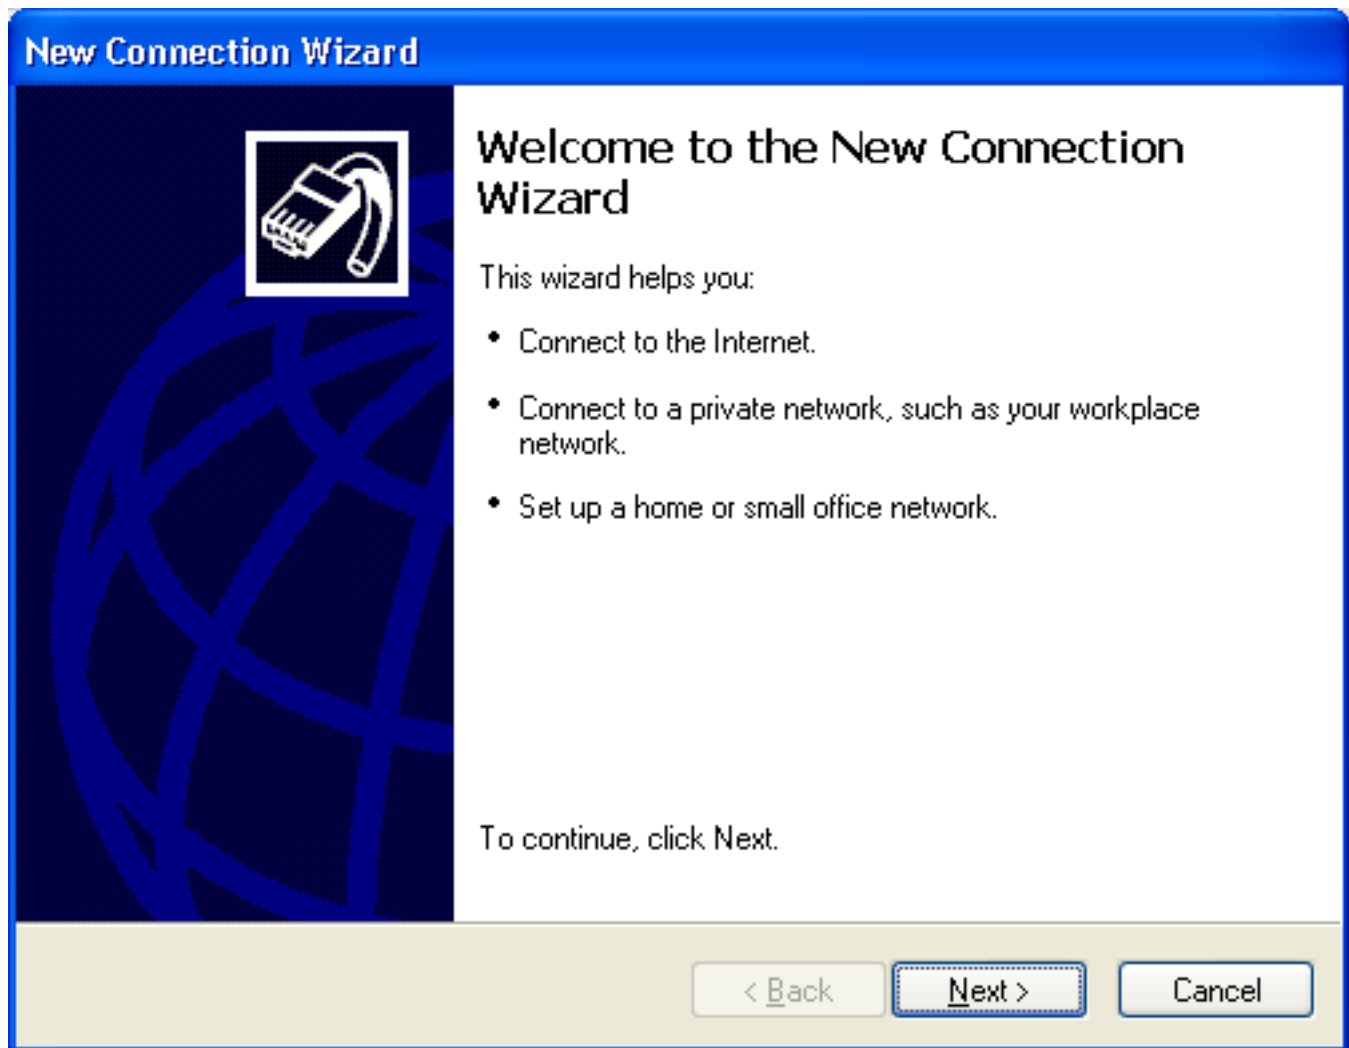 New Connection Wizard
Welcome to the New Connection
Wizard
This wizard helps you:
• Connect to the Internet.
• Connect to a private network, such as your workplace
network.
• Set up a home or small office network.
To continue, click Next.
< Back
Next >
Cancel